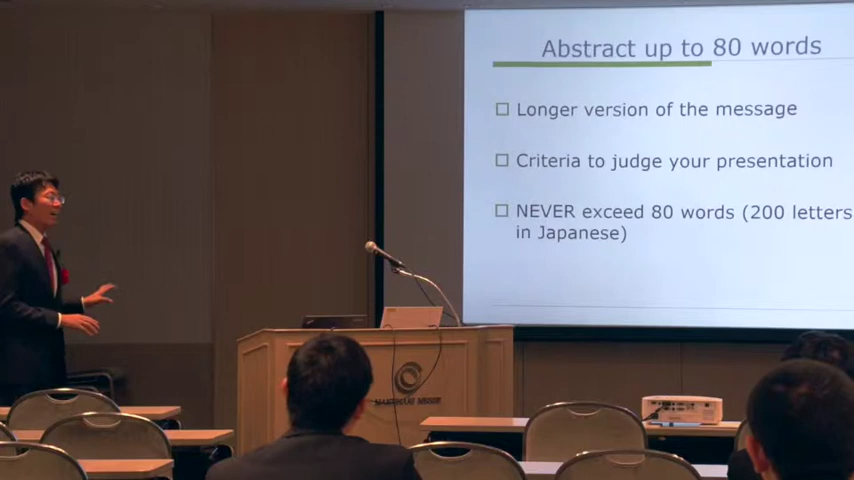 Abstract up to 80 words
Longer version of the message
Criteria to judge your presentation
NEVER exceed 80 words (200 letters
in Japanese)